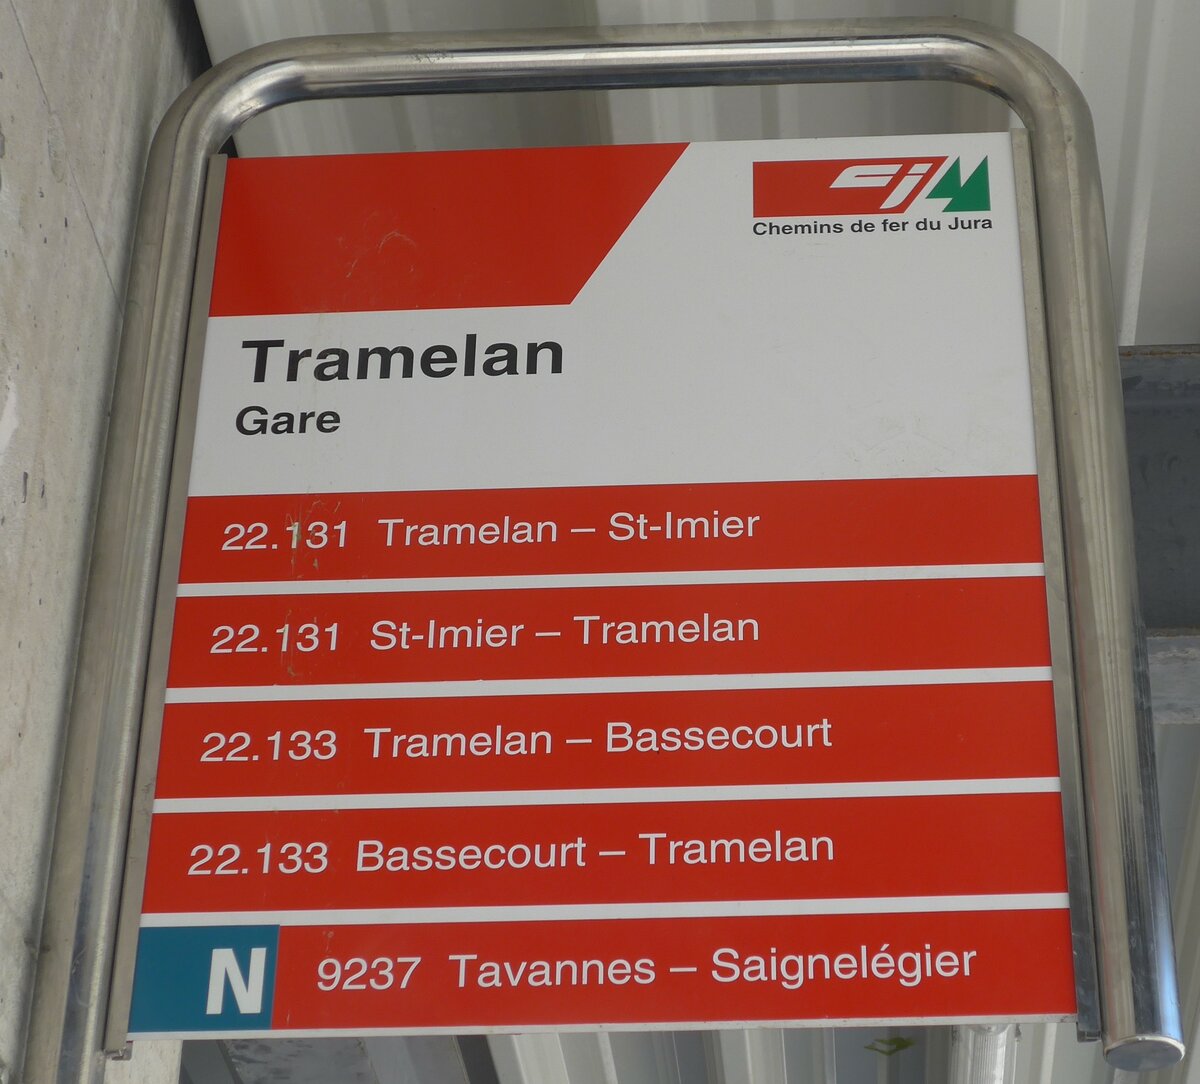 CJ
Chemins de fer du Jura
Tramelan
Gare
22.131 Tramelan – St-Imier
22.131 St-Imier – Tramelan
22.133 Tramelan – Bassecourt
22.133 Bassecourt – Tramelan
N 9237 Tavannes – Saignelégier